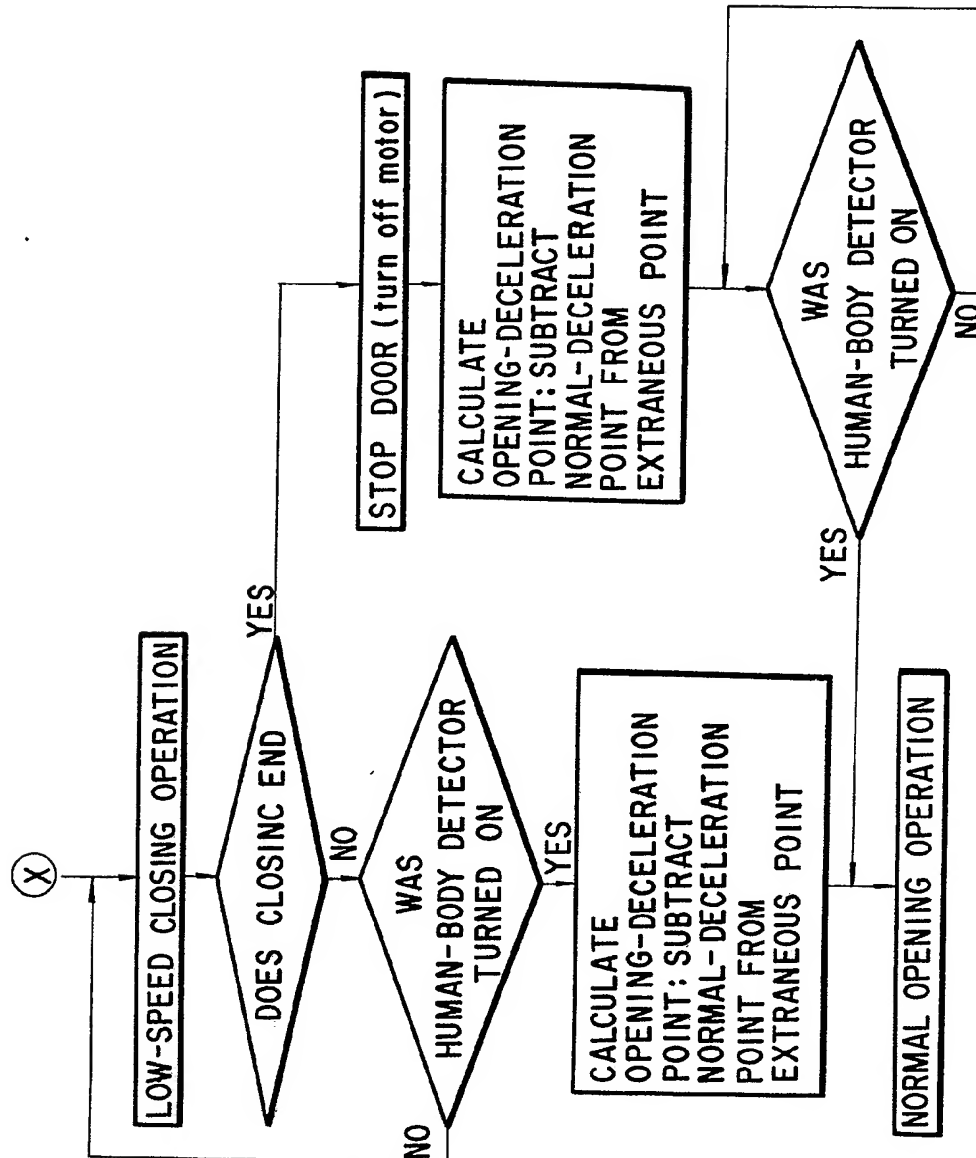 X
LOW-SPEED CLOSING OPERATION
DOES CLOSINC END
YES
NO
WAS
HUMAN-BODY DETECTOR
TURNED ON
NO
YES
CALCULATE
OPENING-DECELERATION
POINT: SUBTRACT
NORMAL-DECELERATION
POINT FROM
EXTRANEOUS POINT
NORMAL OPENING OPERATION
STOP DOOR (turn off motor)
CALCULATE
OPENING-DECELERATION
POINT: SUBTRACT
NORMAL-DECELERATION
POINT FROM
EXTRANEOUS POINT
WAS
HUMAN-BODY DETECTOR
TURNED ON
YES
NO